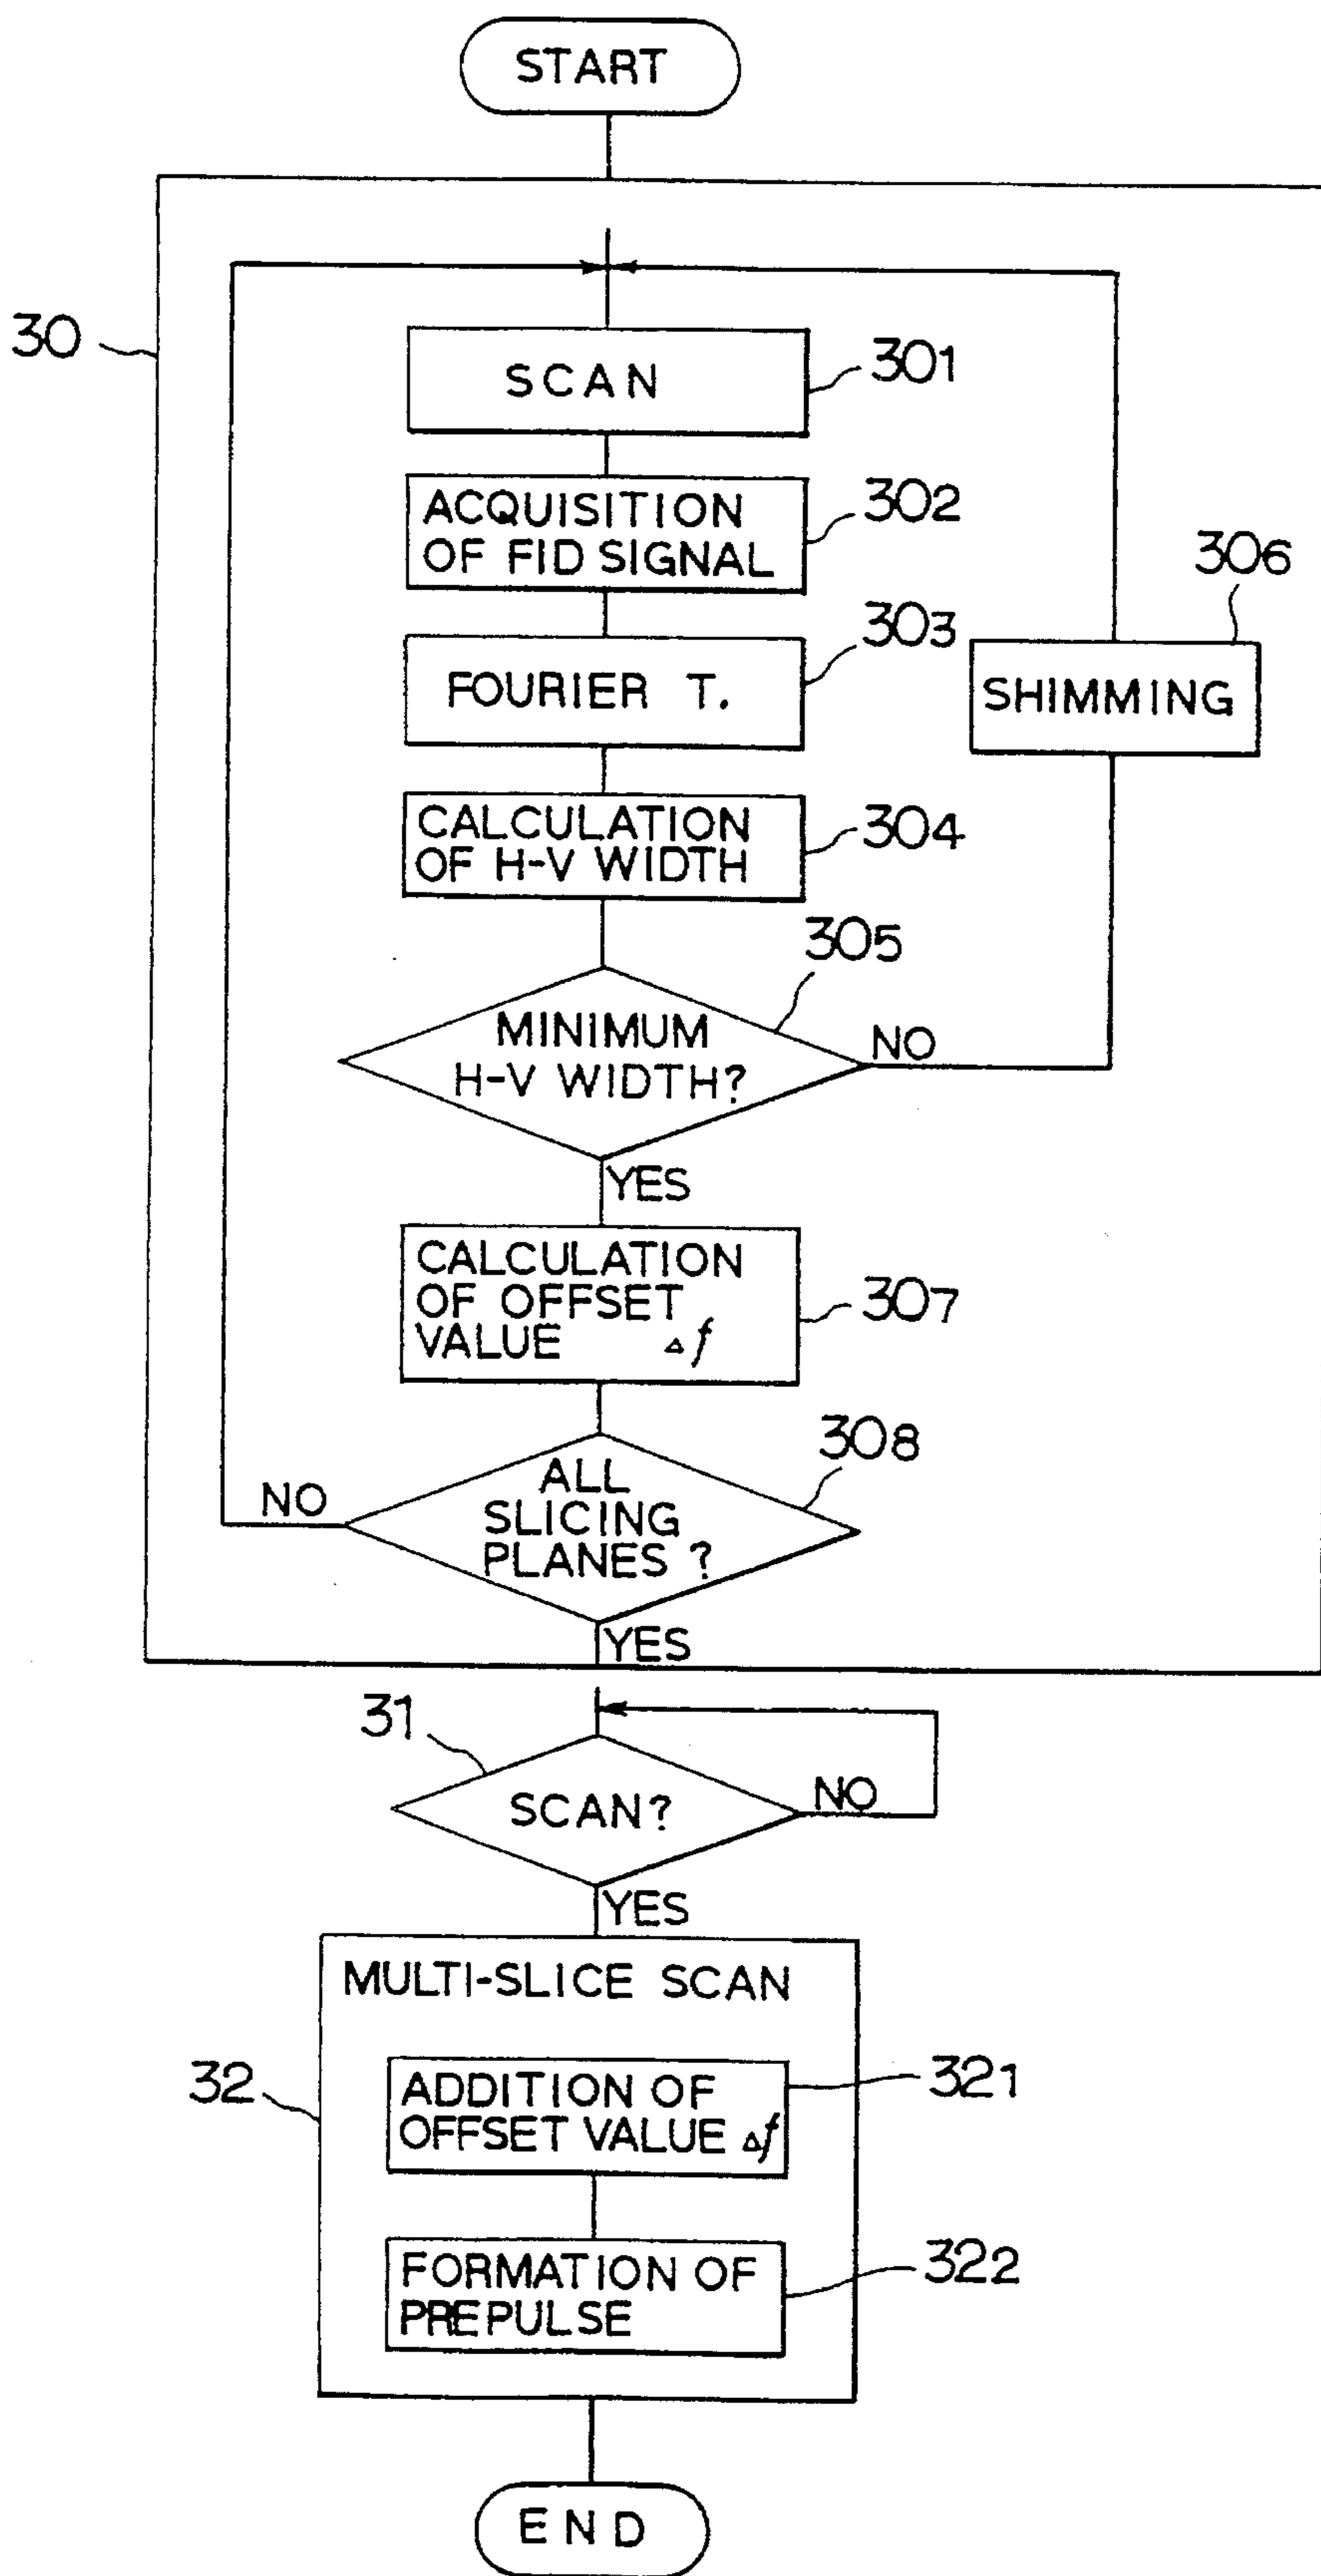 START
30
SCAN
301
ACQUISITION
OF FID SIGNAL
302
303
306
FOURIER T.
SHIMMING
CALCULATION
OF H-V WIDTH
304
305
MINIMUM
H-V WIDTH?
NO
YES
CALCULATION
OF OFFSET
VALUE Δf
307
308
ALL
SLICING
PLANES ?
NO
YES
31
SCAN?
NO
YES
MULTI-SLICE SCAN
32
ADDITION OF
OFFSET VALUE Δf
321
FORMATION OF
PREPULSE
322
END